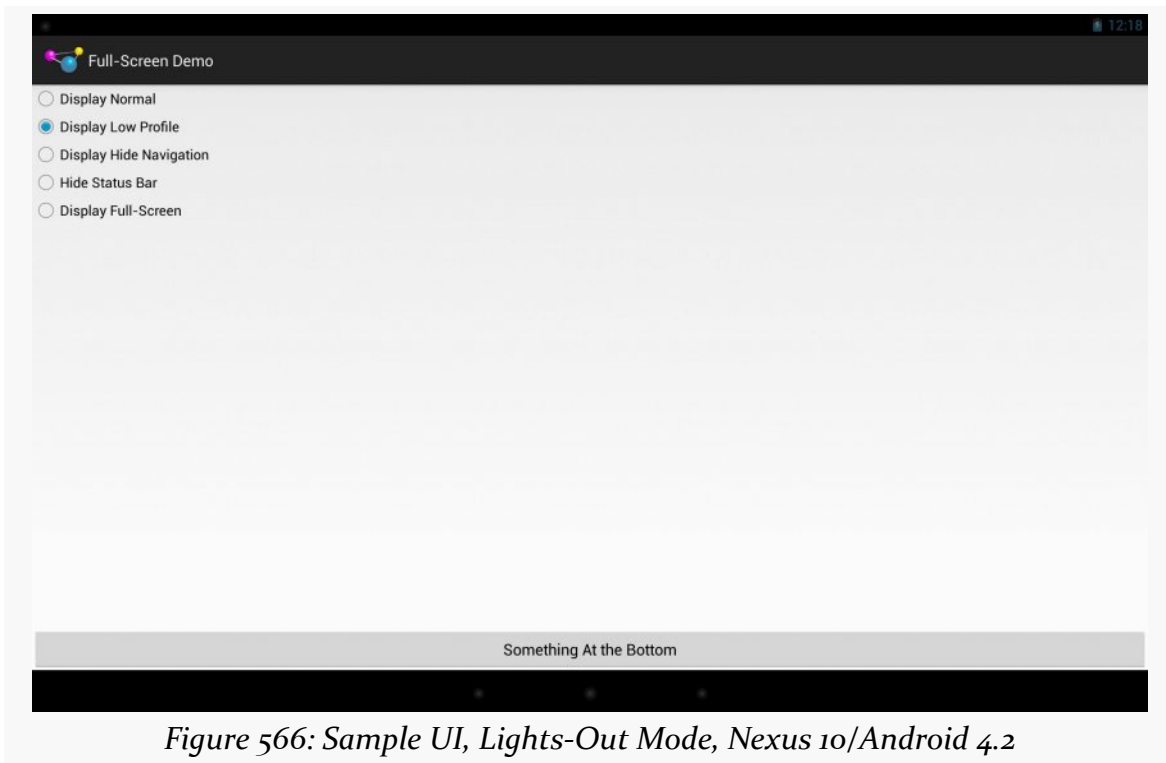 12:18
Full-Screen Demo
Display Normal
Display Low Profile
Display Hide Navigation
Hide Status Bar
Display Full-Screen
Something At the Bottom
Figure 566: Sample UI, Lights-Out Mode, Nexus 10/Android 4.2